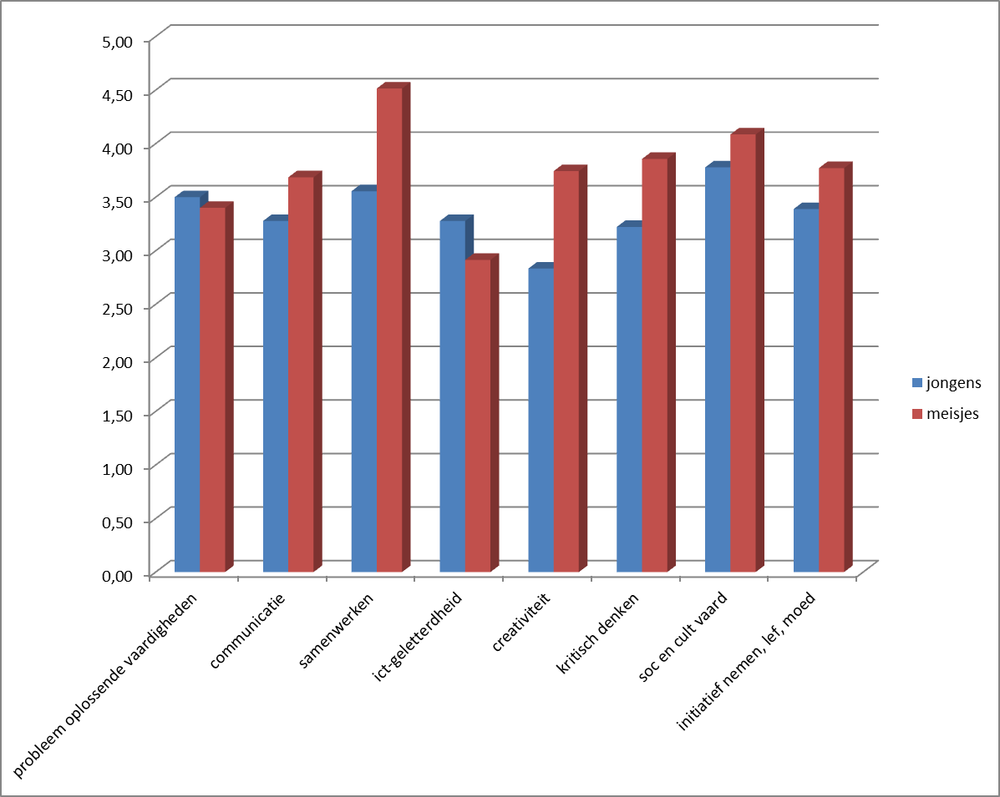 5,00
4,50
4,00
3,50
3,00
2,50
2,00
1,50
1,00
0,50
0,00
probleem oplossende vaardigheden
communicatie
samenwerken
ict-geletterdheid
creativiteit
kritisch denken
soc en cult vaard
initiatief nemen, lef, moed
jongens
meisjes